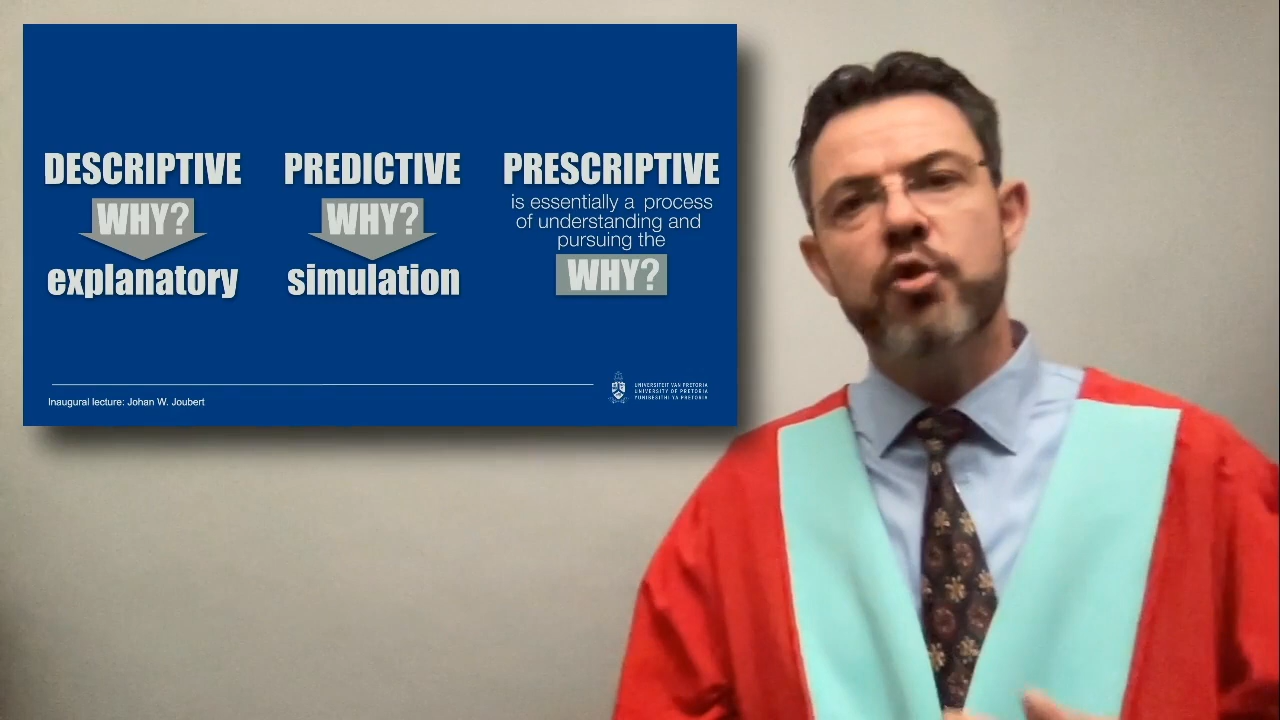 DESCRIPTIVE
WHY?
explanatory
PREDICTIVE
WHY?
simulation
PRESCRIPTIVE
is essentially a process
of understanding and
pursuing the
WHY?
Inaugural lecture: Johan W. Joubert
UNIVERSITEIT VAN PRETORIA
UNIVERSITY OF PRETORIA
YUNIBESITHI YA PRETORIA